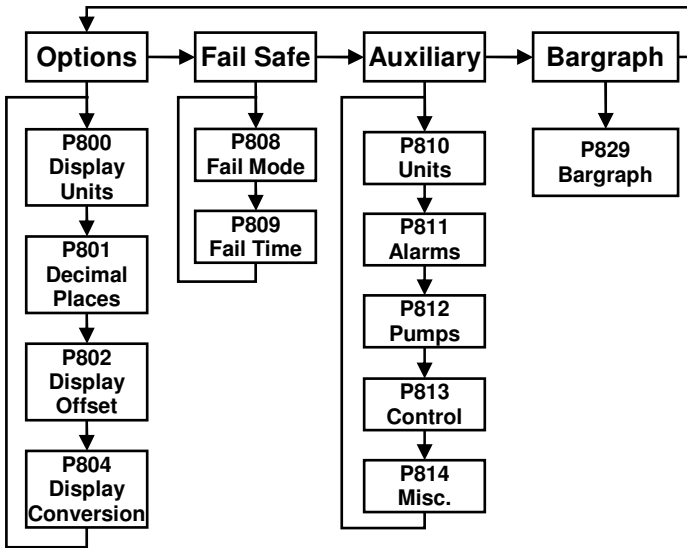 Options
Fail Safe
Auxiliary
Bargraph
P800
Display
Units
P801
Decimal
Places
P802
Display
Offset
P804
Display
Conversion
P808
Fail Mode
P809
Fail Time
P810
Units
P811
Alarms
P812
Pumps
P813
Control
P814
Misc.
P829
Bargraph